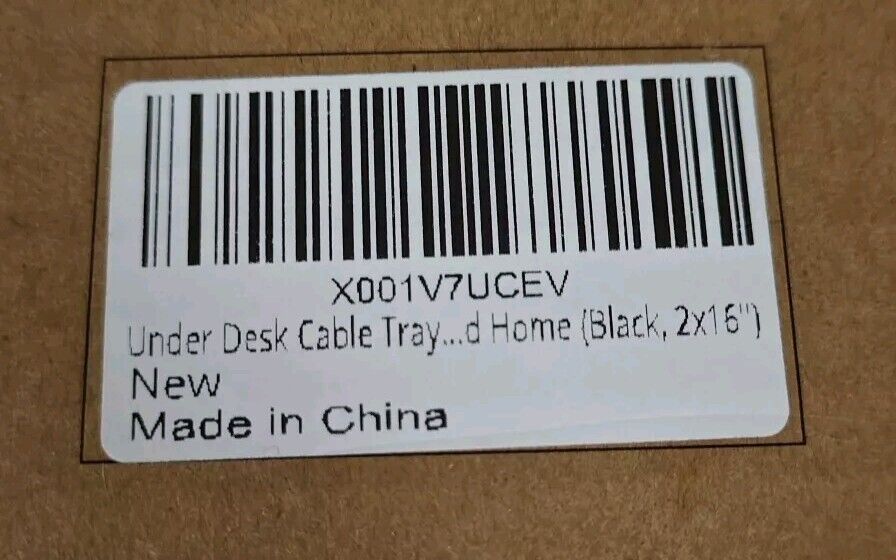 X001V7UCEV
Under Desk Cable Tray...d Home (Black, 2x16")
New
Made in China